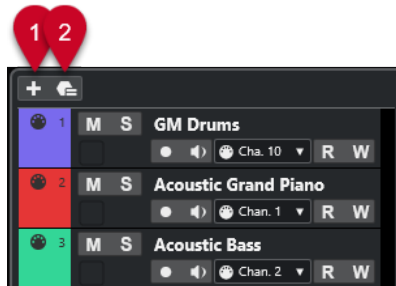 1 2
1 M S GM Drums
Cha. 10 R W
2 M S Acoustic Grand Piano
Chan. 1 R W
3 M S Acoustic Bass
Chan. 2 R W